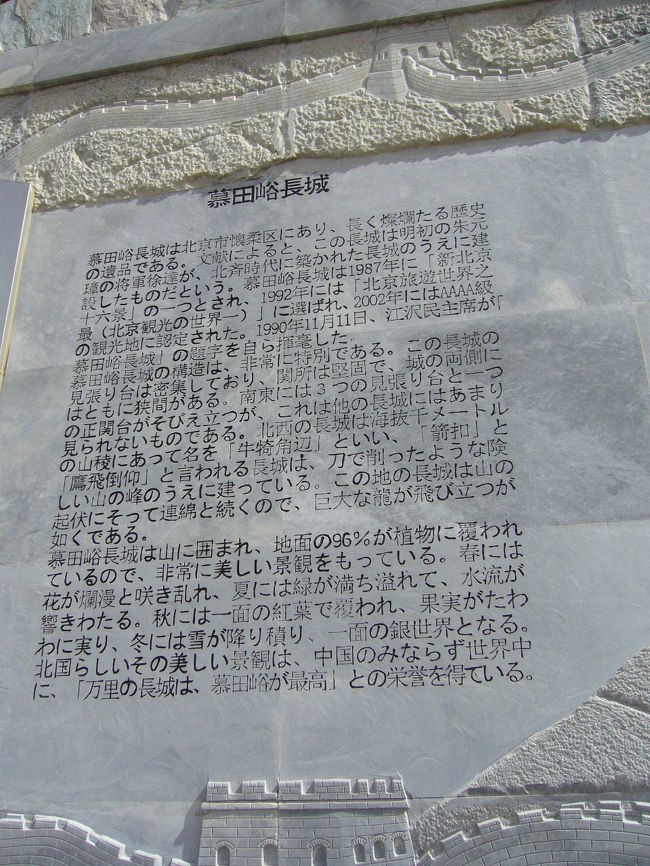 慕田峪長城
慕田峪長城は北京市懐柔区にあり、長く燦爛たる歴史
の遺品である。文献によると、この長城は明初の朱元
璋の将軍徐達が、北斉時代に築かれた長城のうえに建
設したものだという。慕田峪長城は1987年に「新北京
十六景」の一つとされ、1992年には「北京旅遊世界之
最（北京観光の世界一）」に選ばれ、2002年にはAAAA級
の観光地に認定された。1990年11月11日、江沢民主席が「
慕田峪長城」の題字を自ら揮毫した。
慕田峪長城の構造は、非常に特別である。この長城の
見張り台は密集しており、関所は堅固で、城の両側に
はともに狭間がある。南東には３つの見張り台と一つ
の正関台がそびえ立つが、これは他の長城にはあまり
見られないものである。北西の長城は海抜千メートル
の山稜にあって名を「牛犄角辺」といい、「箭扣」と
「鷹飛倒仰」と言われる長城は、刀で削ったような険
しい山の峰のうえに建っている。この地の長城は山の
起伏にそって連綿と続くので、巨大な龍が飛び立つが
如くである。
慕田峪長城は山に囲まれ、地面の96%が植物に覆われ
ているので、非常に美しい景観をもっている。春には
花が爛漫と咲き乱れ、夏には緑が満ち溢れて、水流が
響きわたる。秋には一面の紅葉で覆われ、果実がたわ
わに実り、冬には雪が降り積り、一面の銀世界となる。
北国らしいその美しい景観は、中国のみならず世界中
に、「万里の長城は、慕田峪が最高」との栄誉を得ている。